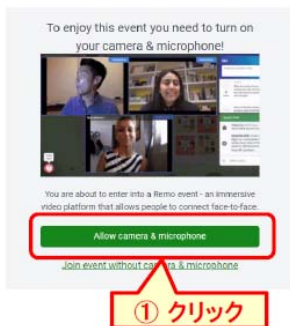 To enjoy this event you need to turn on
your camera & microphone!
You are about to enter into a Remo event - an immersive
video platform that allows people to connect face-to-face.
Allow camera & microphone
Join event without camera & microphone
① クリック